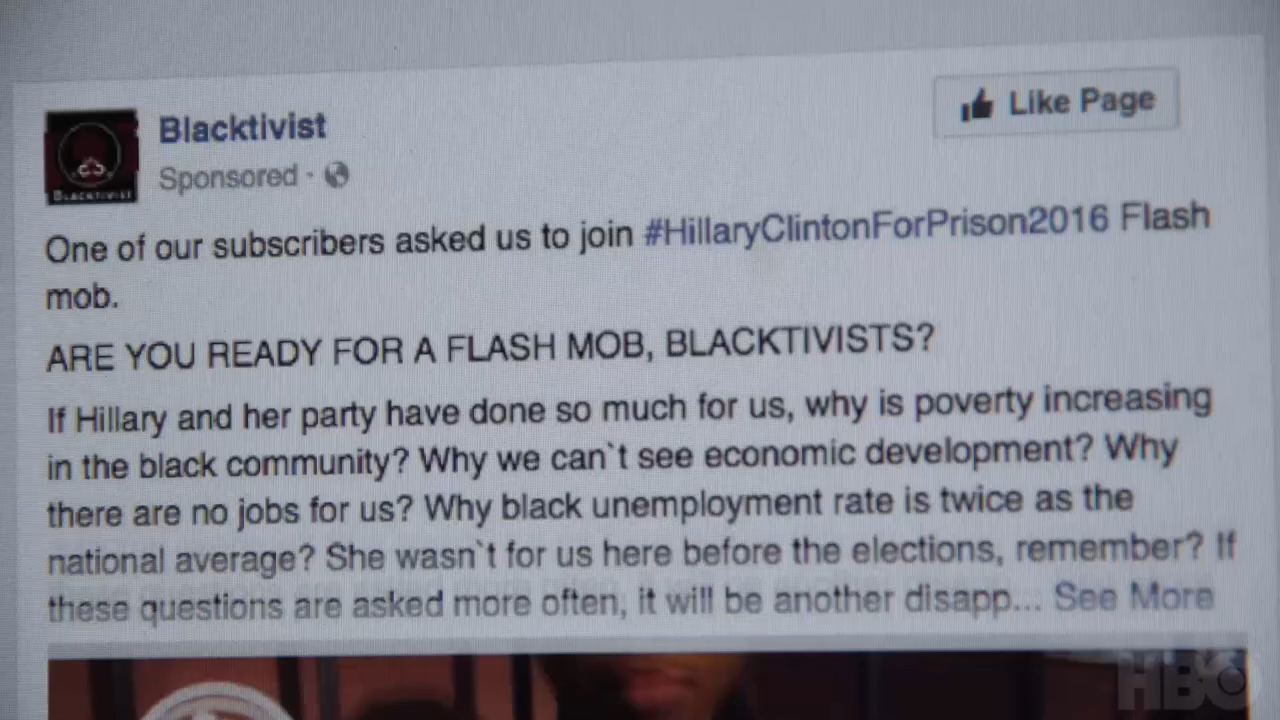 Blacktivist
Like Page
Sponsored ·
BLACKTIVIST
One of our subscribers asked us to join #HillaryClintonForPrison2016 Flash
mob.
ARE YOU READY FOR A FLASH MOB, BLACKTIVISTS?
If Hillary and her party have done so much for us, why is poverty increasing
in the black community? Why we can`t see economic development? Why
there are no jobs for us? Why black unemployment rate is twice as the
national average? She wasn`t for us here before the elections, remember? If
these questions are asked more often, it will be another disapp... See More
HBO